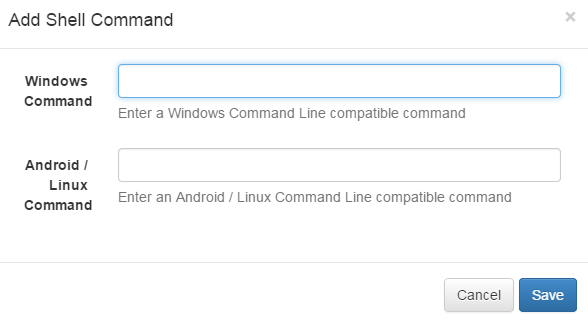 Add Shell Command
×
Windows
Command
Enter a Windows Command Line compatible command
Android /
Linux
Command
Enter an Android / Linux Command Line compatible command
Cancel Save